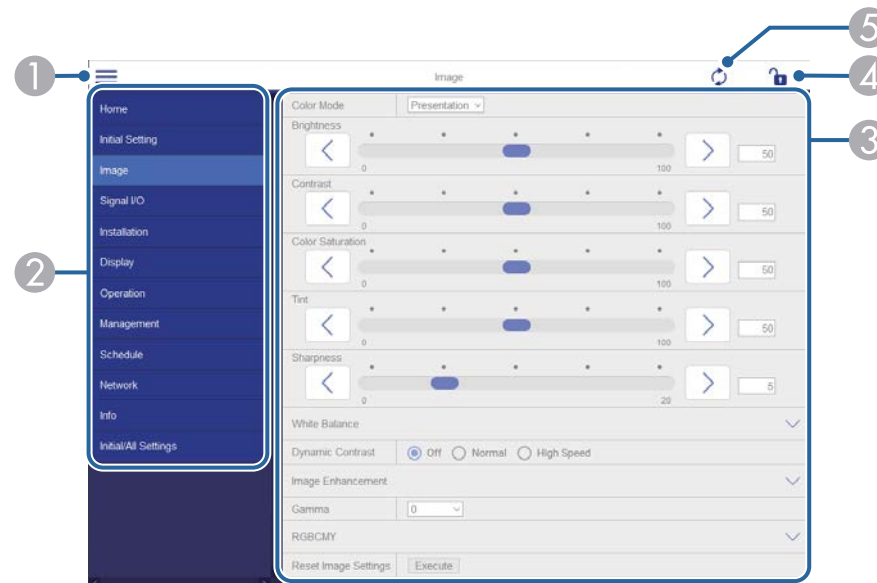 5
1
Image
4
Home
Color Mode
Presentation
3
Brightness
0
100
50
Initial Setting
Image
Contrast
0
100
50
Signal I/O
Installation
Color Saturation
0
100
50
2
Display
Operation
Tint
0
100
50
Management
Schedule
Sharpness
0
20
5
Network
Info
White Balance
Initial/All Settings
Dynamic Contrast
Off
Normal
High Speed
Image Enhancement
Gamma
0
RGBCMY
Reset Image Settings
Execute